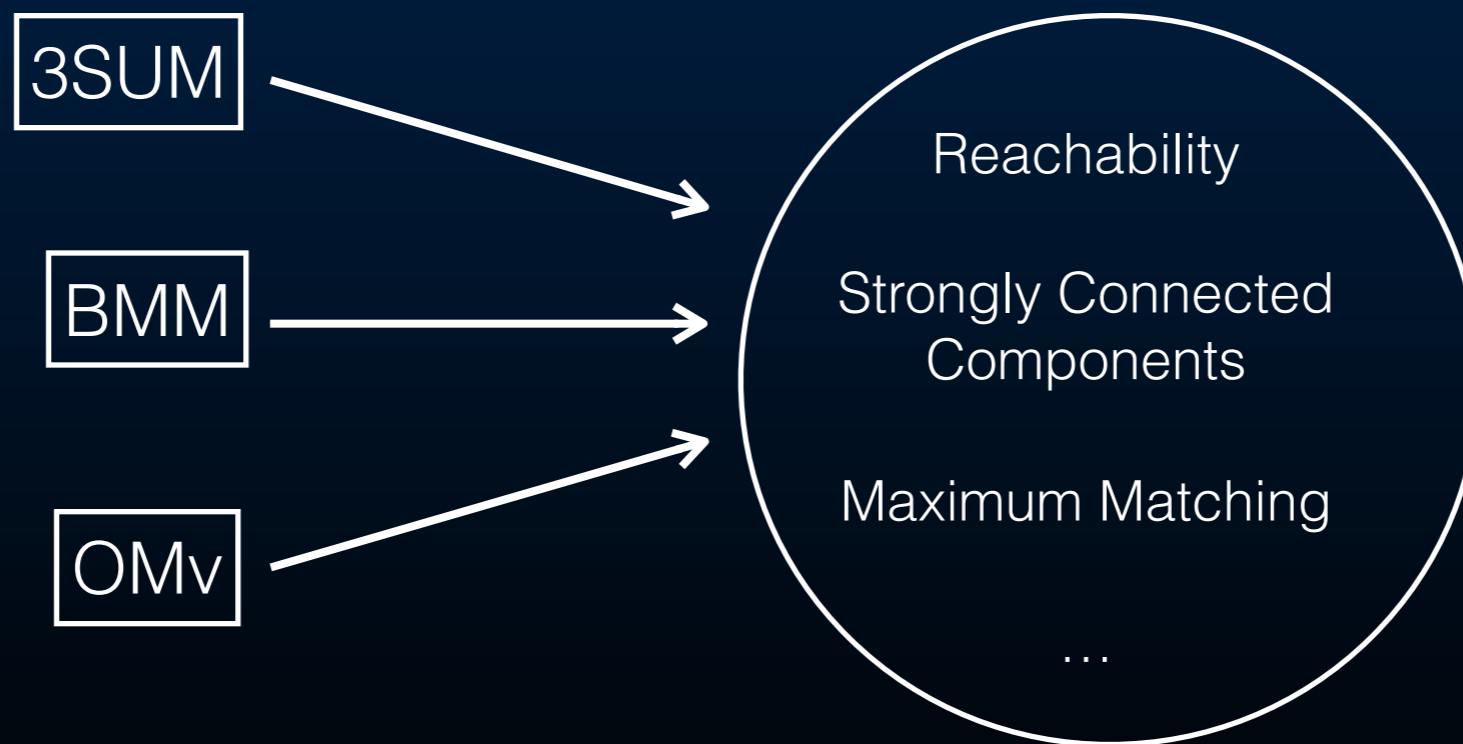 3SUM
BMM
OMv
Reachability
Strongly Connected
Components
Maximum Matching
...